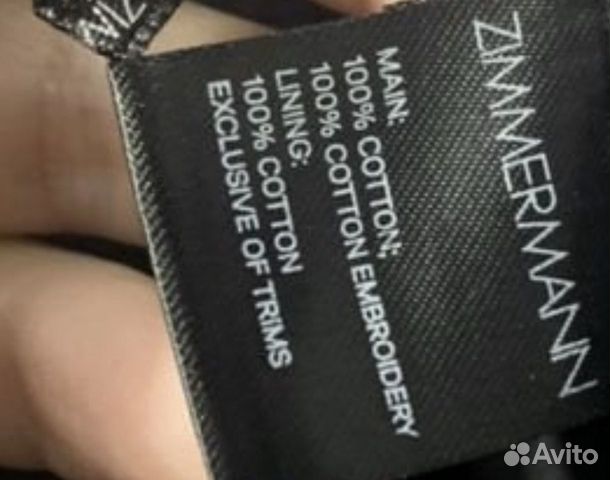 ZIMMERMANN
MAIN:
100% COTTON;
100% COTTON EMBROIDERY
LINING:
100% COTTON
EXCLUSIVE OF TRIMS
Avito